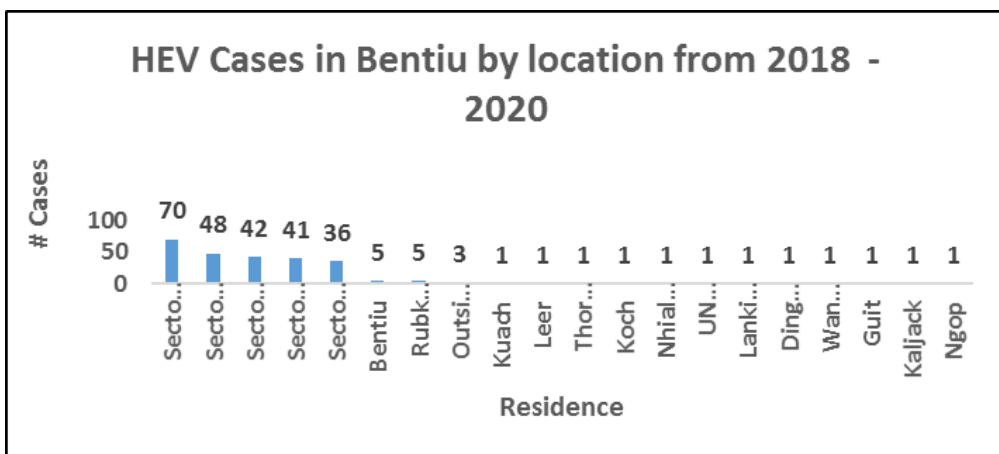 HEV Cases in Bentiu by location from 2018 -
2020
# Cases
100
50
0
70
48
42
41
36
5
5
3
1
1
1
1
1
1
1
1
1
1
1
1
Secto...
Secto...
Secto...
Secto...
Secto...
Bentiu
Rubk...
Outsi...
Kuach
Leer
Thor...
Koch
Nhial...
UN...
Lanki...
Ding...
Wan...
Guit
Kaljack
Ngop
Residence